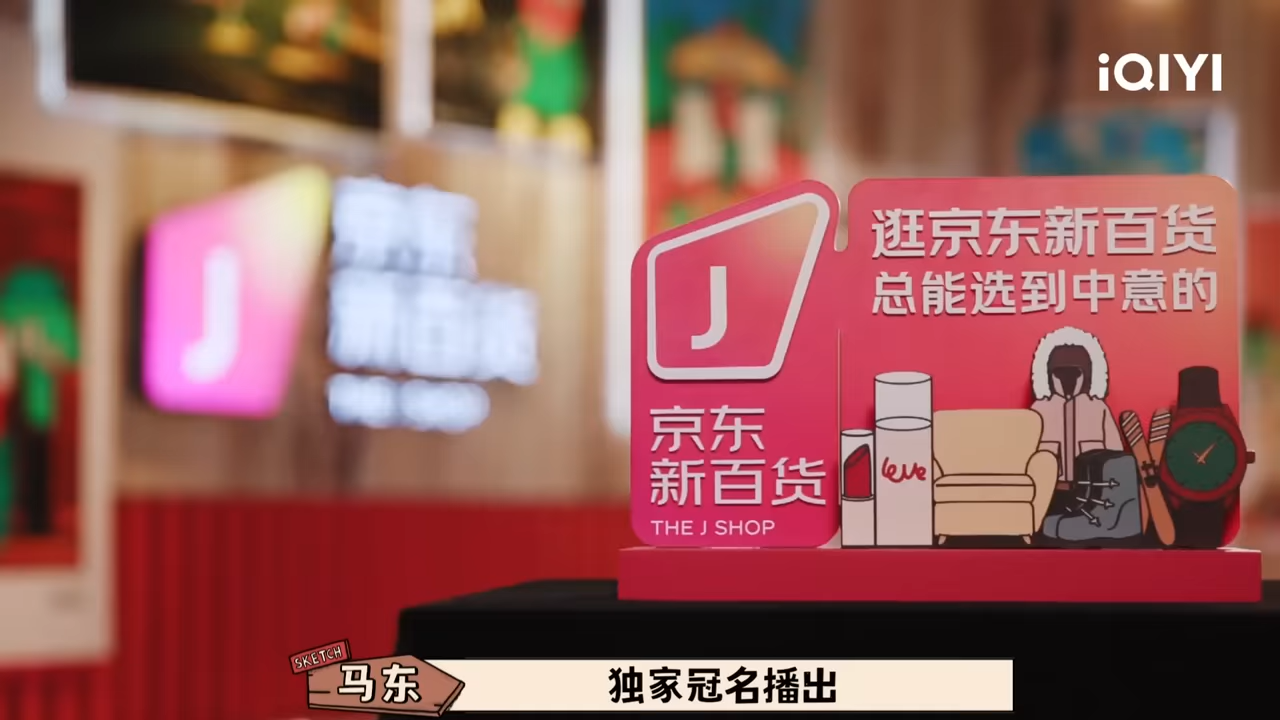 iQIYI
J
逛京东新百货
总能选到中意的
J
京东
新百货
THE J SHOP
love
SKETCH
马东
独家冠名播出